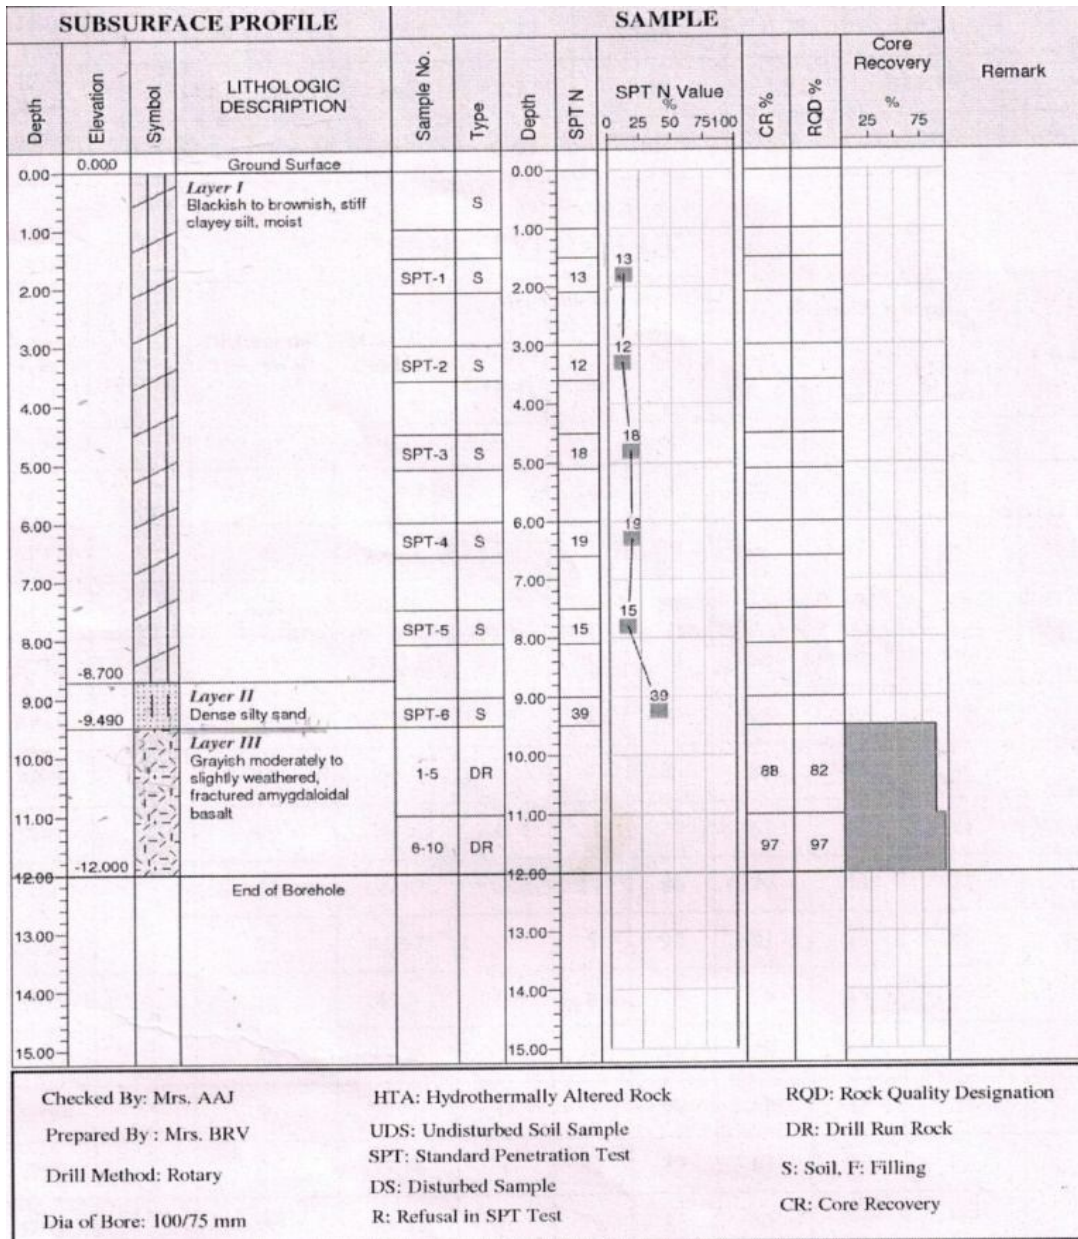 SUBSURFACE PROFILE
SAMPLE
Depth
Elevation
Symbol
LITHOLOGIC
DESCRIPTION
Sample No.
Type
Depth
SPT N
SPT N Value
%
0 25 50 75 100
CR %
RQD %
Core
Recovery
%
25 75
Remark
0.000 Ground Surface
0.00
1.00
2.00
3.00
4.00
5.00
6.00
7.00
8.00
9.00
10.00
11.00
12.00
13.00
14.00
15.00
-8.700
-9.490
-12.000
Layer I
Blackish to brownish, stiff
clayey silt, moist
Layer II
Dense silty sand
Layer III
Grayish moderately to
slightly weathered,
fractured amygdaloidal
basalt
End of Borehole
S
SPT-1 S
SPT-2 S
SPT-3 S
SPT-4 S
SPT-5 S
SPT-6 S
1-5 DR
6-10 DR
0.00
1.00
2.00
3.00
4.00
5.00
6.00
7.00
8.00
9.00
10.00
11.00
12.00
13.00
14.00
15.00
13
12
18
19
15
39
13
12
18
19
15
39
88 82
97 97
Checked By: Mrs. AAJ
Prepared By : Mrs. BRV
Drill Method: Rotary
Dia of Bore: 100/75 mm
HTA: Hydrothermally Altered Rock
UDS: Undisturbed Soil Sample
SPT: Standard Penetration Test
DS: Disturbed Sample
R: Refusal in SPT Test
RQD: Rock Quality Designation
DR: Drill Run Rock
S: Soil, F: Filling
CR: Core Recovery